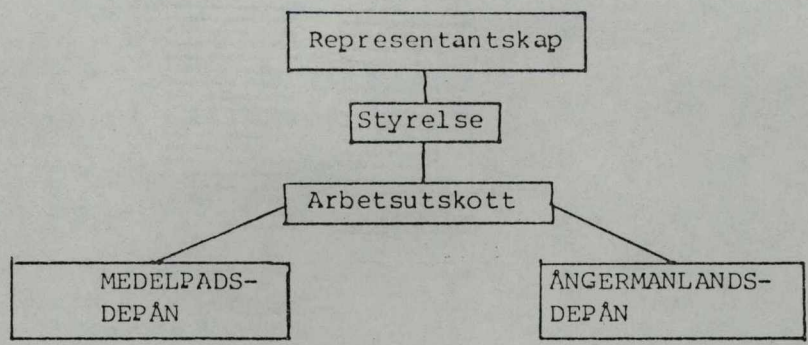 Representantskap
Styrelse
Arbetsutskott
MEDELPADS-
DEPÅN
ÅNGERMANLANDS-
DEPÅN